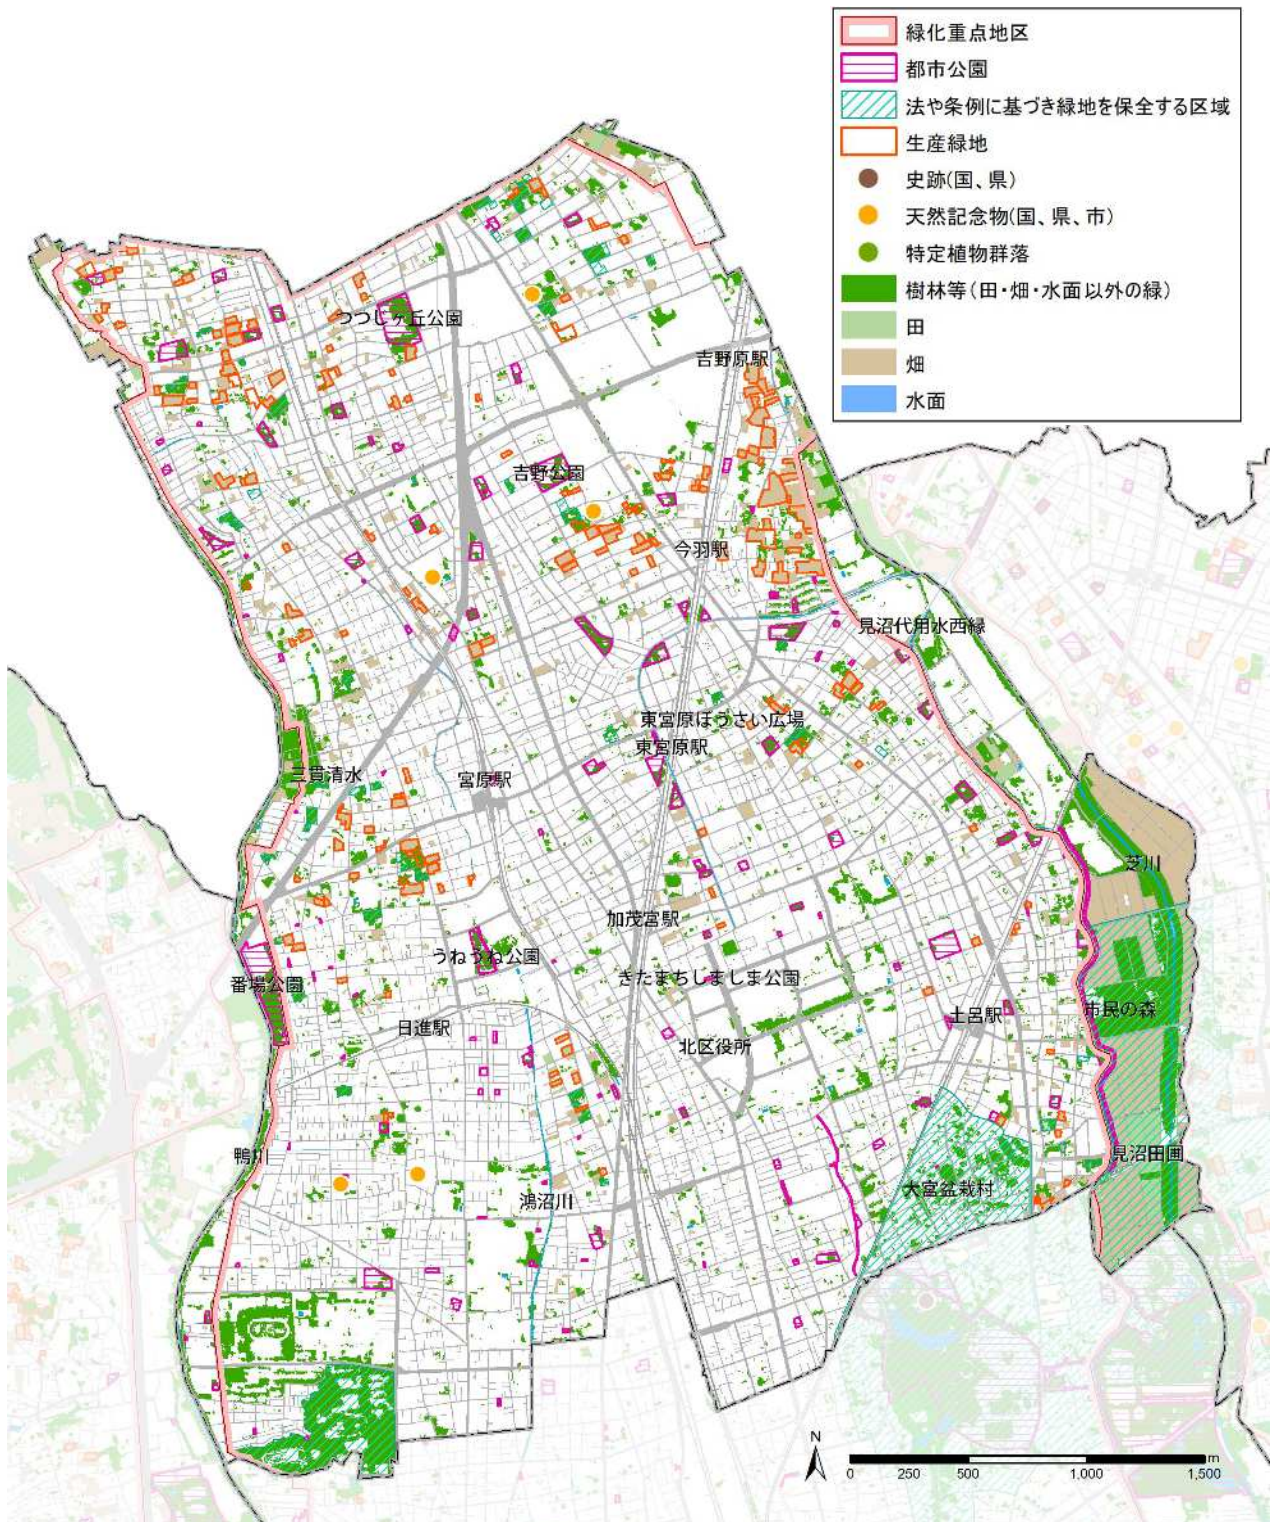 緑化重点地区
都市公園
法や条例に基づき緑地を保全する区域
生産緑地
史跡(国、県)
天然記念物(国、県、市)
特定植物群落
樹林等(田・畑・水面以外の緑)
田
畑
水面
つつじヶ丘公園
吉野原駅
吉野公園
今羽駅
見沼代用水西縁
東宮原ぼうさい広場
東宮原駅
三貫清水
宮原駅
芝川
加茂宮駅
うねうね公園
きたまちしましま公園
番場公園
市民の森
土呂駅
日進駅
北区役所
見沼田圃
鴨川
大宮盆栽村
鴻沼川
N
m
0 250 500 1,000 1,500